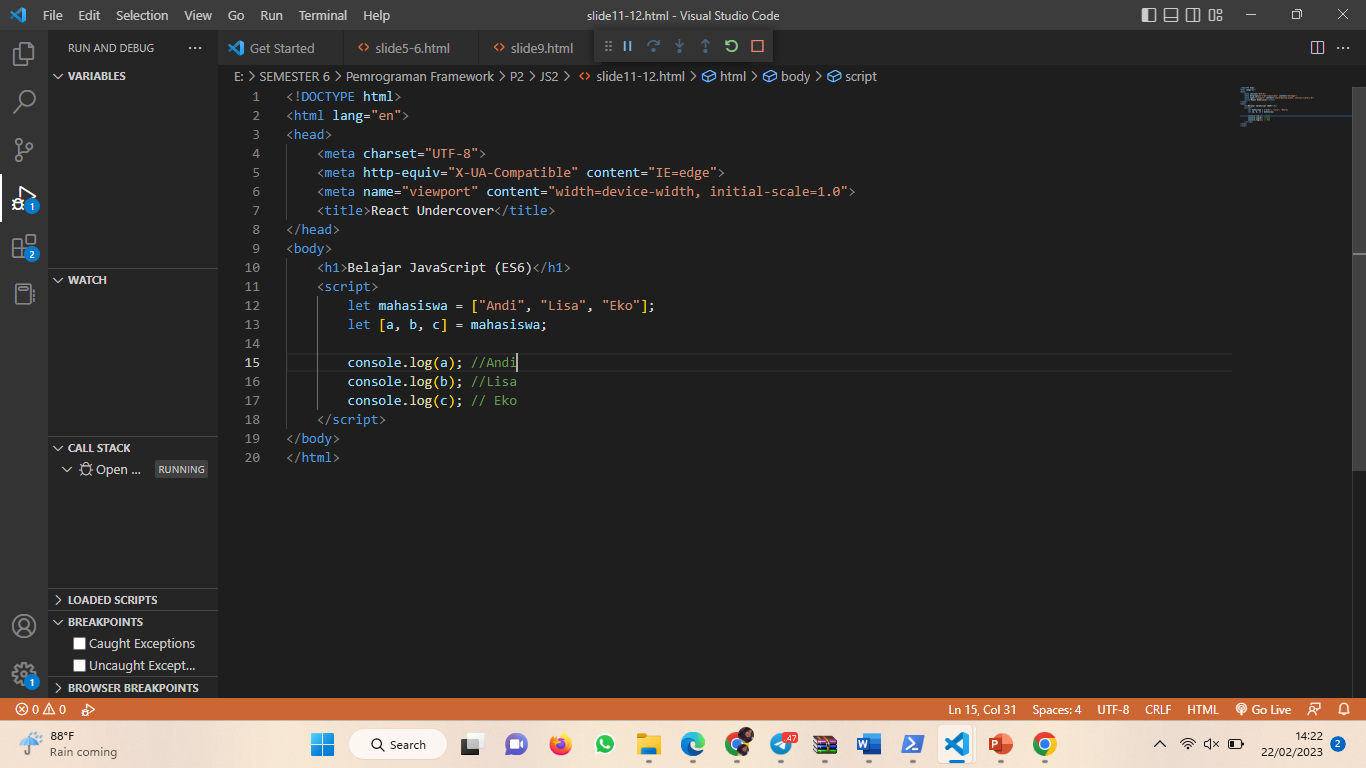 File Edit Selection View Go Run Terminal Help
slide11-12.html - Visual Studio Code
RUN AND DEBUG ···
Get Started
slide5-6.html
slide9.html
E: > SEMESTER 6 > Pemrograman Framework > P2 > JS2 > slide11-12.html > html > body > script
VARIABLES
WATCH
CALL STACK
Open ... RUNNING
LOADED SCRIPTS
BREAKPOINTS
Caught Exceptions
Uncaught Except...
BROWSER BREAKPOINTS
1 <!DOCTYPE html>
2 <html lang="en">
3 <head>
4     <meta charset="UTF-8">
5     <meta http-equiv="X-UA-Compatible" content="IE=edge">
6     <meta name="viewport" content="width=device-width, initial-scale=1.0">
7     <title>React Undercover</title>
8 </head>
9 <body>
10     <h1>Belajar JavaScript (ES6)</h1>
11     <script>
12         let mahasiswa = ["Andi", "Lisa", "Eko"];
13         let [a, b, c] = mahasiswa;
14
15         console.log(a); //Andi
16         console.log(b); //Lisa
17         console.log(c); // Eko
18     </script>
19 </body>
20 </html>
1
2
1
0 0
Ln 15, Col 31 Spaces: 4 UTF-8 CRLF HTML Go Live
88°F
Rain coming
Search
47
14:22
22/02/2023
2